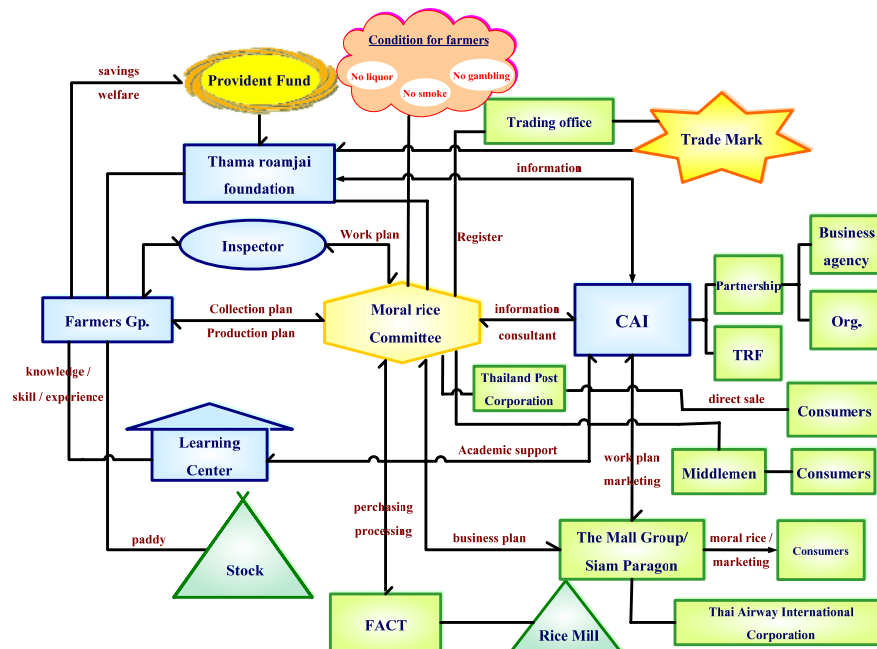 Condition for farmers
No liquor
No gambling
No smoke
savings
welfare
Provident Fund
Trading office
Trade Mark
Thama roamjai
foundation
information
Inspector
Work plan
Register
Business
agency
Partnership
Org.
TRF
Farmers Gp.
Collection plan
Production plan
Moral rice
Committee
information
consultant
CAI
knowledge /
skill / experience
Thailand Post
Corporation
direct sale
Consumers
Learning
Center
Academic support
work plan
marketing
Middlemen
Consumers
perchasing
processing
paddy
Stock
business plan
The Mall Group/
Siam Paragon
moral rice /
marketing
Consumers
FACT
Rice Mill
Thai Airway International
Corporation